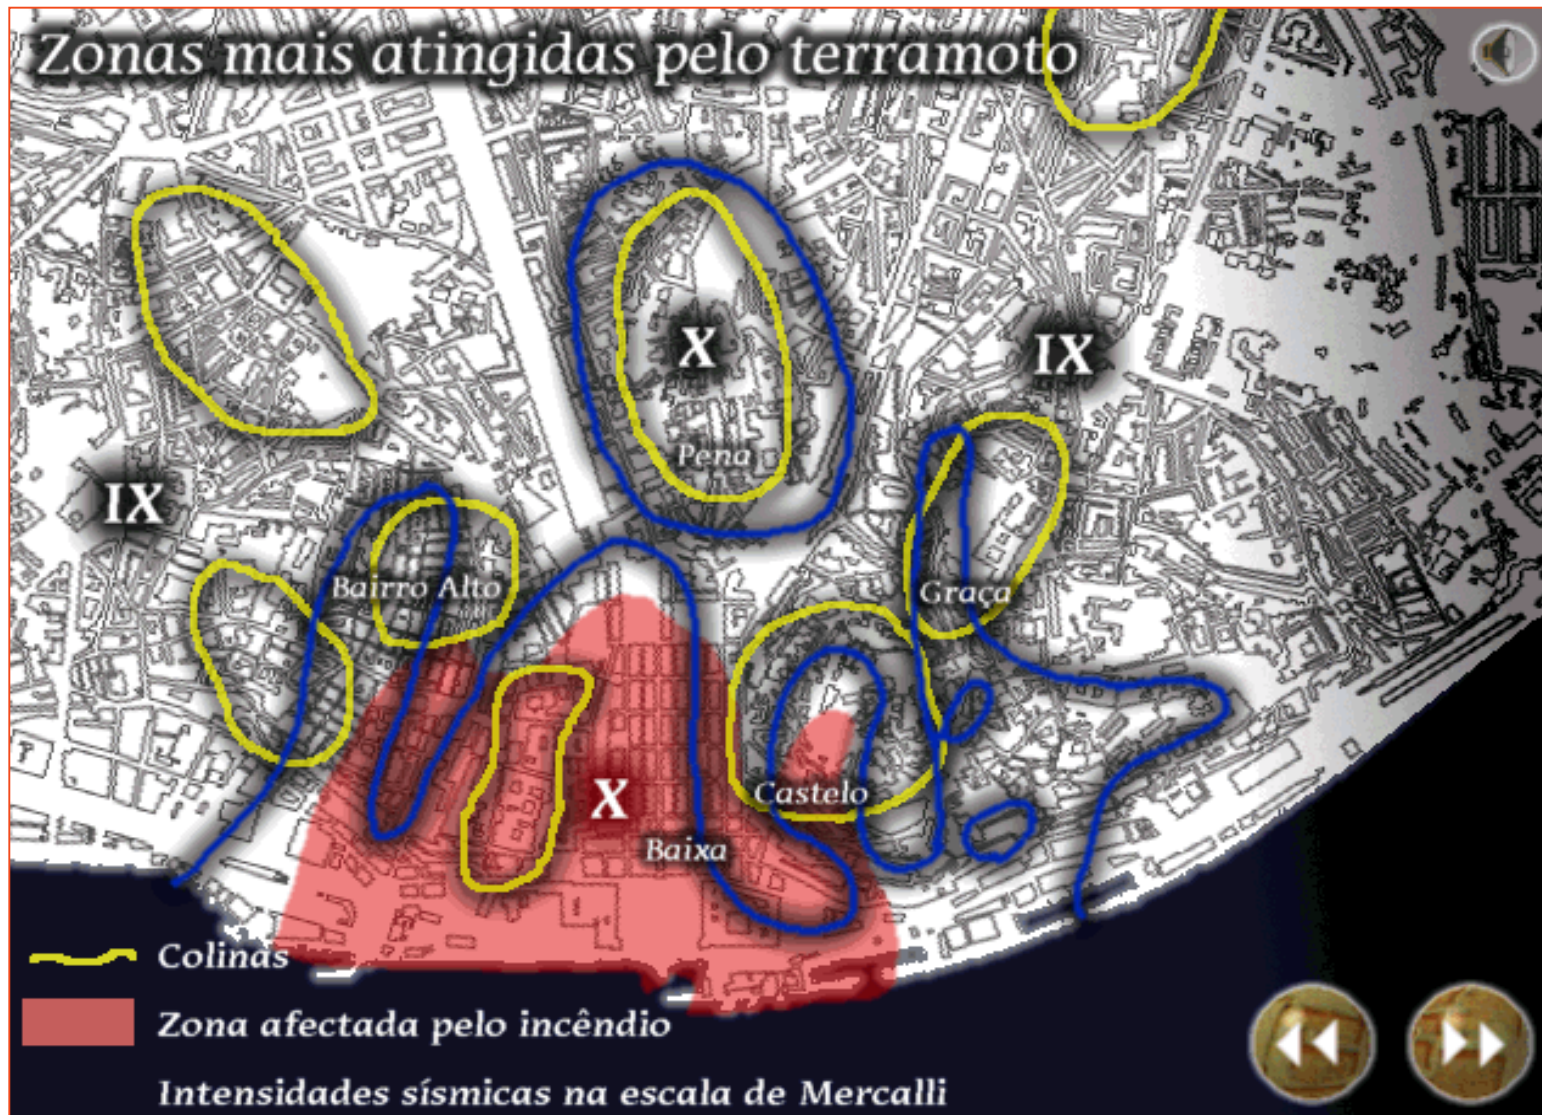 Zonas mais atingidas pelo terramoto
X
IX
Pena
IX
Bairro Alto
Graça
X
Castelo
Baixa
Colinas
Zona afectada pelo incêndio
Intensidades sísmicas na escala de Mercalli